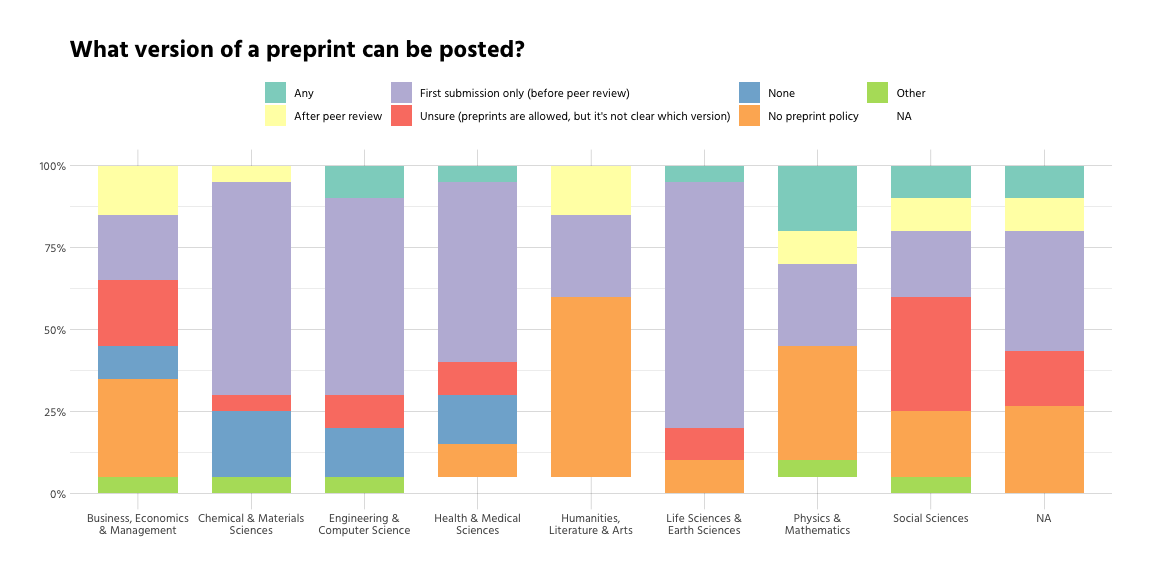 What version of a preprint can be posted?
Any
First submission only (before peer review)
None
Other
After peer review
Unsure (preprints are allowed, but it's not clear which version)
No preprint policy
NA
100%
75%
50%
25%
0%
Business, Economics
& Management
Chemical & Materials
Sciences
Engineering &
Computer Science
Health & Medical
Sciences
Humanities,
Literature & Arts
Life Sciences &
Earth Sciences
Physics &
Mathematics
Social Sciences
NA